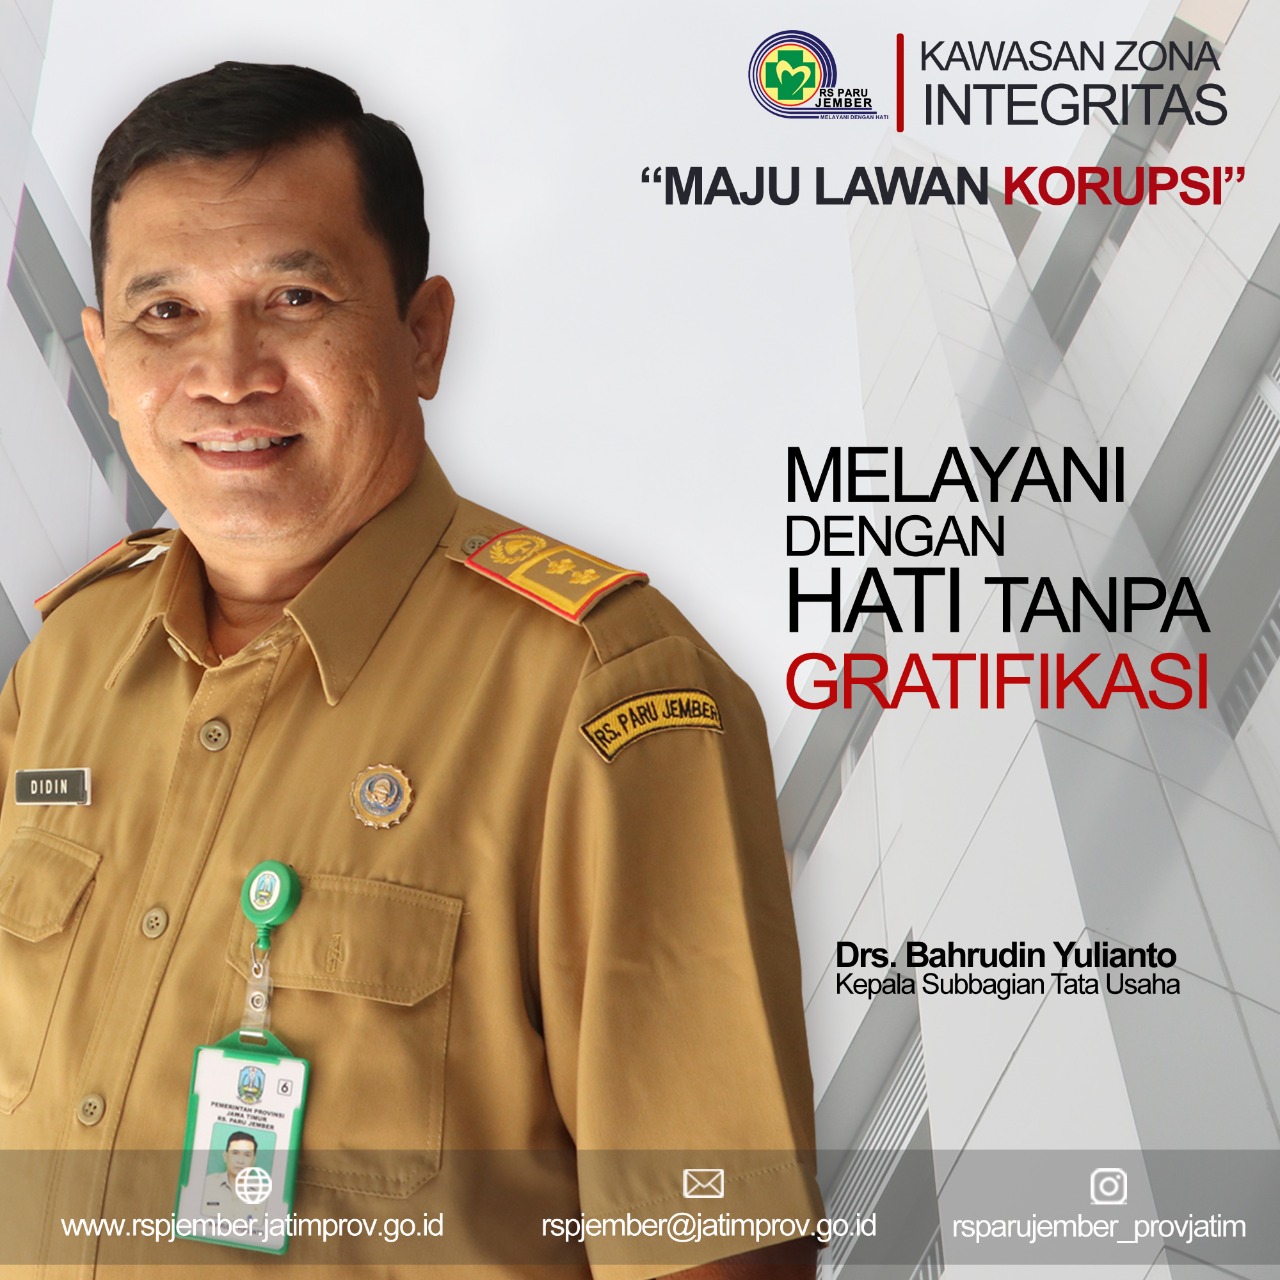 RS PARU
JEMBER
MELAYANI DENGAN HATI
KAWASAN ZONA
INTEGRITAS
“MAJU LAWAN KORUPSI”
MELAYANI
DENGAN
HATI TANPA
GRATIFIKASI
RS. PARU JEMBER
DIDIN
Drs. Bahrudin Yulianto
Kepala Subbagian Tata Usaha
6
PEMERINTAH PROVINSI
JAWA TIMUR
RS. PARU JEMBER
www.rspjember.jatimprov.go.id
rspjember@jatimprov.go.id
rsparujember_provjatim